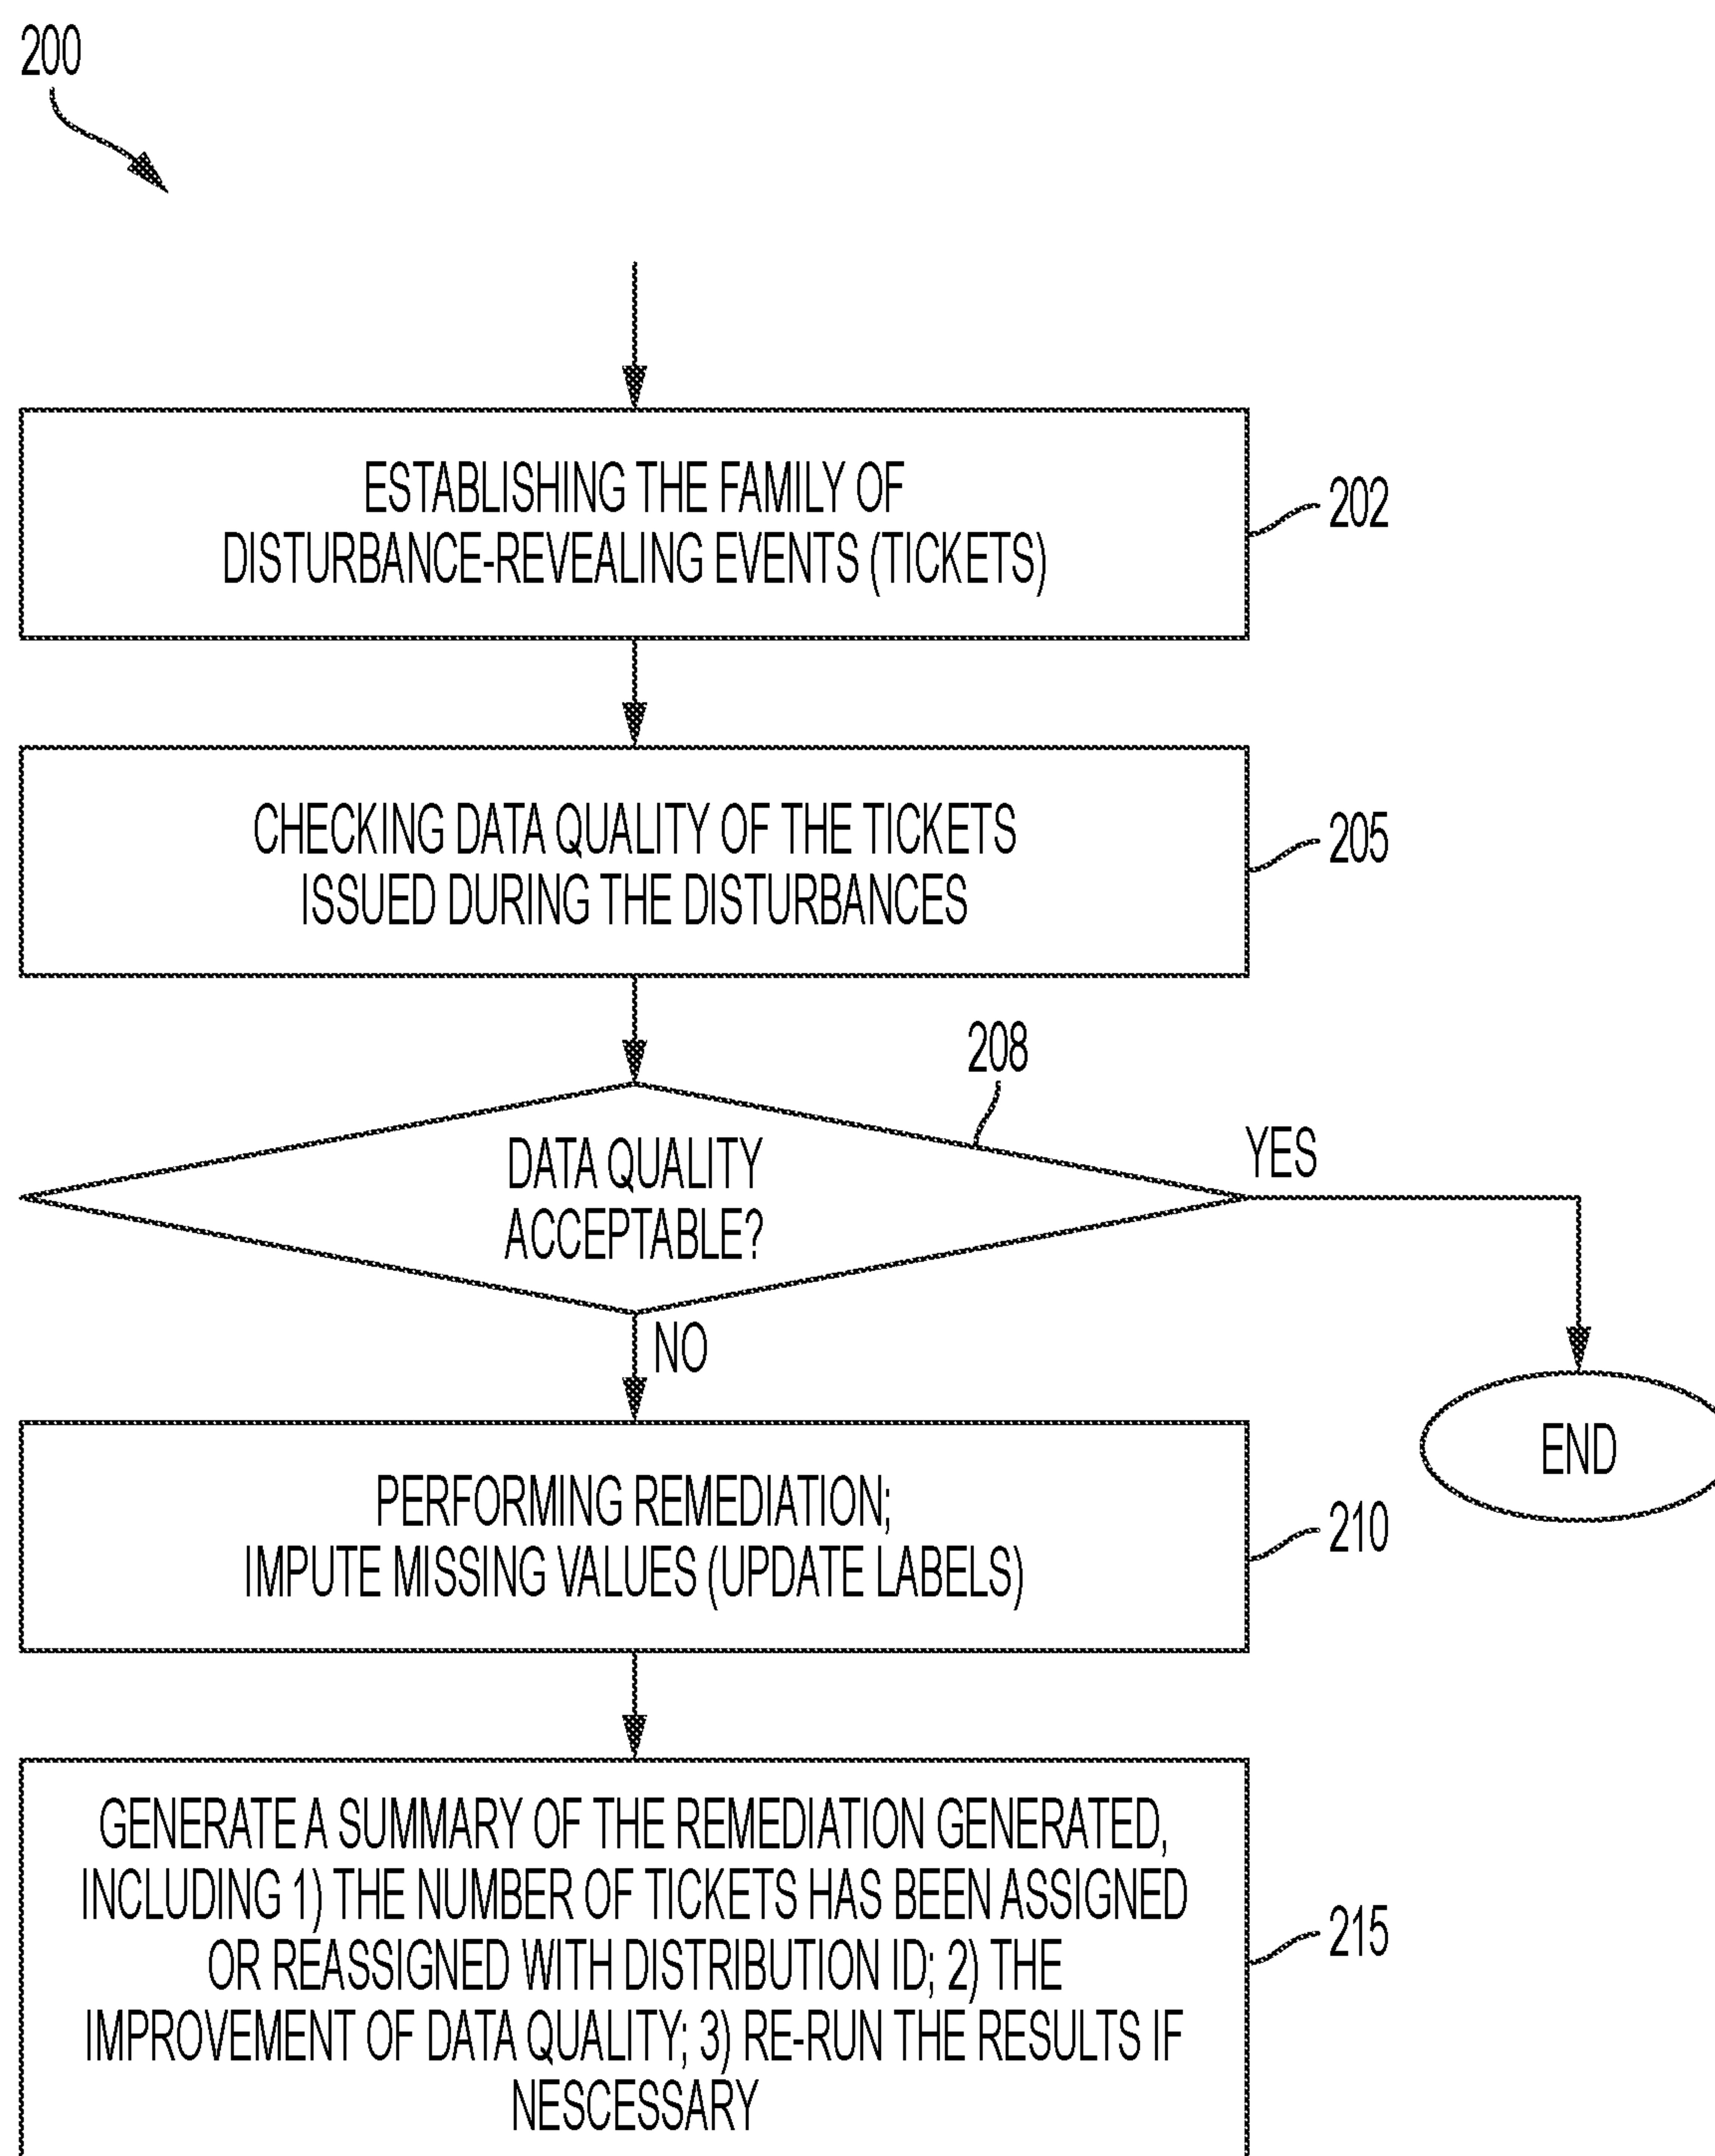 200
ESTABLISHING THE FAMILY OF
DISTURBANCE-REVEALING EVENTS (TICKETS)
202
CHECKING DATA QUALITY OF THE TICKETS
ISSUED DURING THE DISTURBANCES
205
208
DATA QUALITY
ACCEPTABLE?
YES
NO
END
PERFORMING REMEDIATION;
IMPUTE MISSING VALUES (UPDATE LABELS)
210
GENERATE A SUMMARY OF THE REMEDIATION GENERATED,
INCLUDING 1) THE NUMBER OF TICKETS HAS BEEN ASSIGNED
OR REASSIGNED WITH DISTRIBUTION ID; 2) THE
IMPROVEMENT OF DATA QUALITY; 3) RE-RUN THE RESULTS IF
NESCESSARY
215